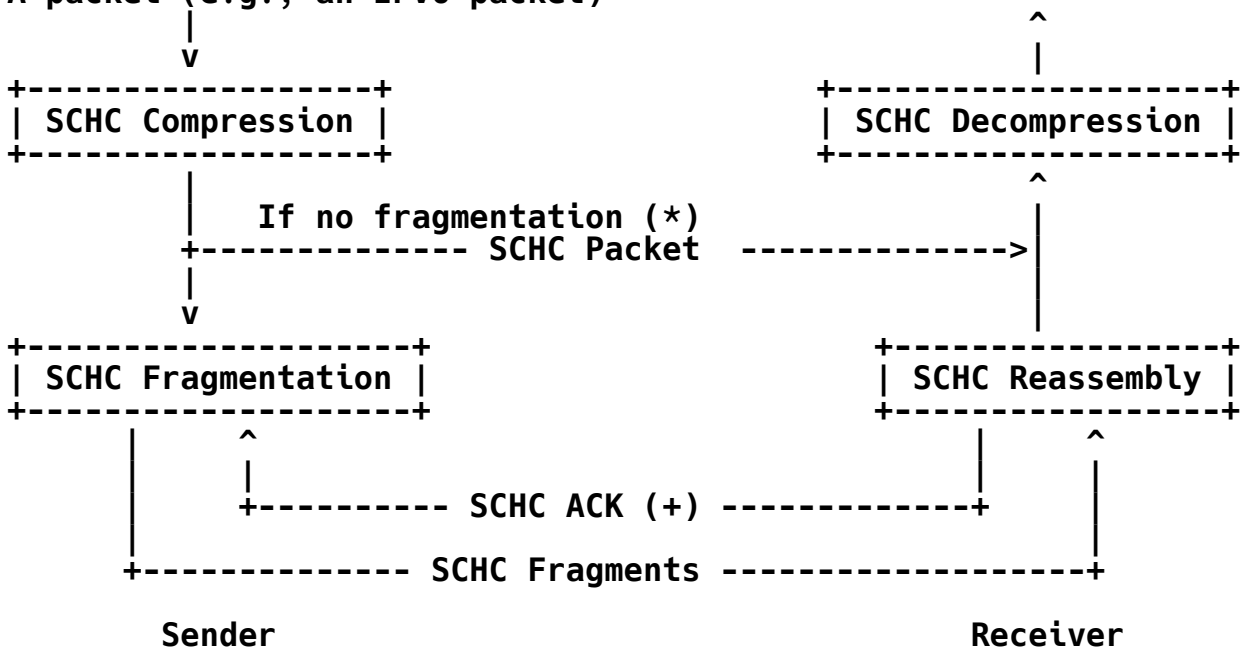 A packet (e.g., an IPv6 packet)
SCHC Compression
SCHC Decompression
If no fragmentation (*)
SCHC Packet
SCHC Fragmentation
SCHC Reassembly
SCHC ACK (+)
SCHC Fragments
Sender
Receiver